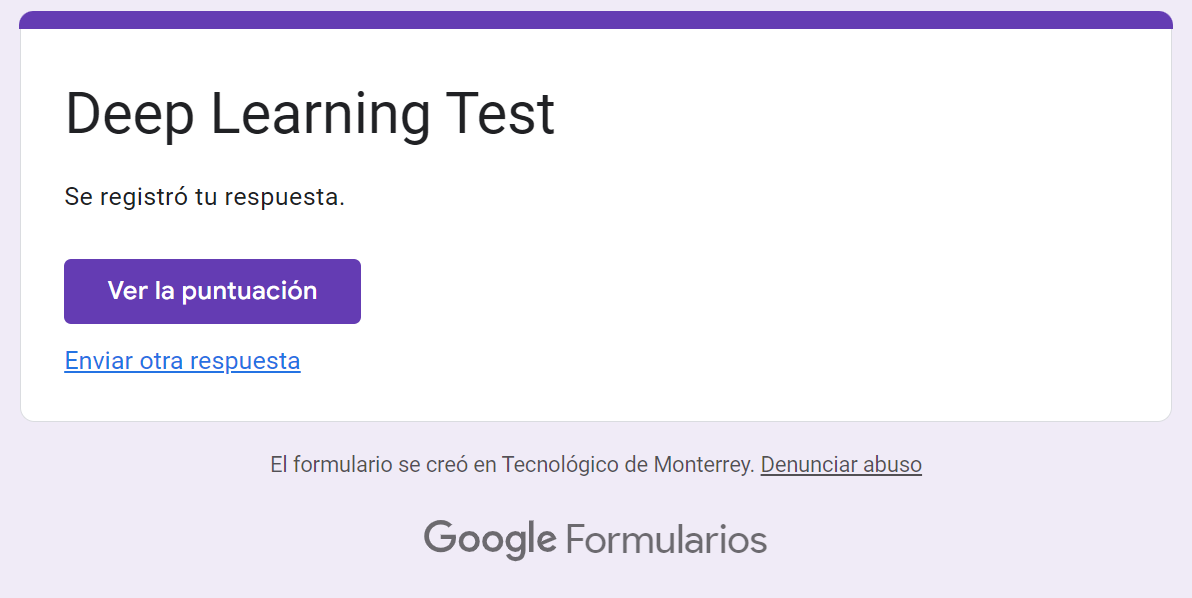 Deep Learning Test
Se registró tu respuesta.
Ver la puntuación
Enviar otra respuesta
El formulario se creó en Tecnológico de Monterrey. Denunciar abuso
Google Formularios